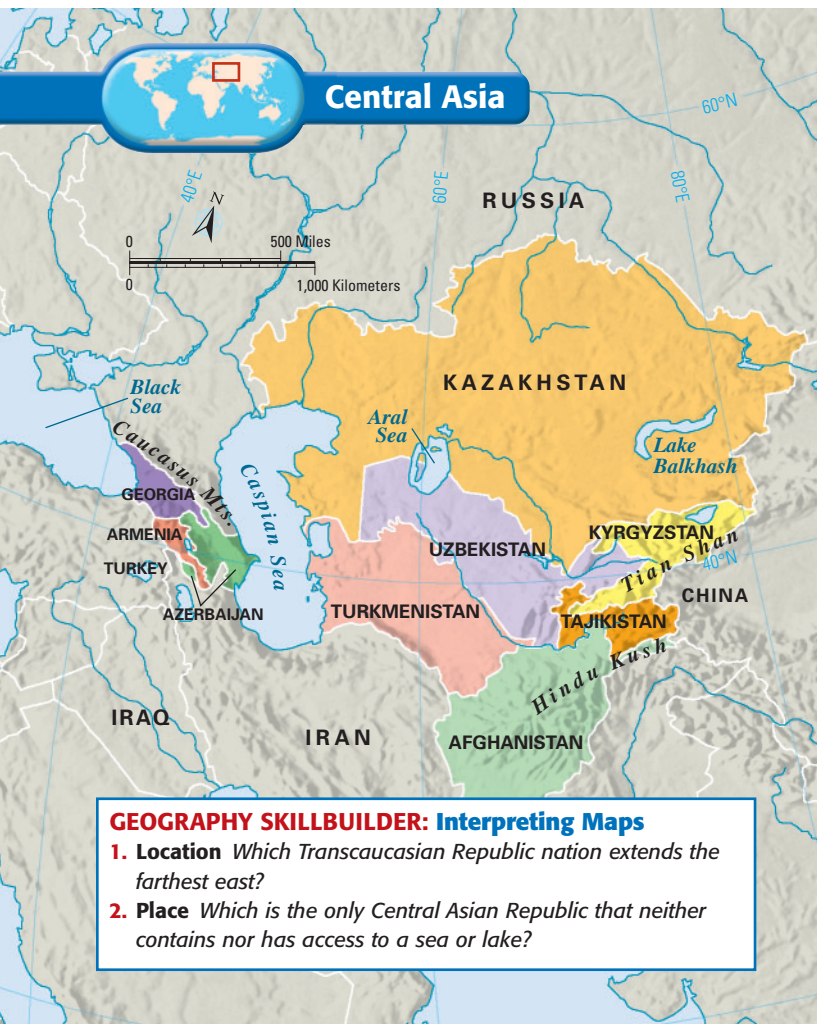 Central Asia
60°N
40°E
60°E
80°E
N
RUSSIA
0
500 Miles
0
1,000 Kilometers
KAZAKHSTAN
Black
Sea
Aral
Sea
Lake
Balkhash
Caucasus Mts.
Caspian Sea
GEORGIA
ARMENIA
TURKEY
AZERBAIJAN
UZBEKISTAN
KYRGYZSTAN
Tian Shan
40°N
CHINA
TURKMENISTAN
TAJIKISTAN
Hindu Kush
IRAQ
IRAN
AFGHANISTAN
GEOGRAPHY SKILLBUILDER: Interpreting Maps
1. Location Which Transcaucasian Republic nation extends the
farthest east?
2. Place Which is the only Central Asian Republic that neither
contains nor has access to a sea or lake?